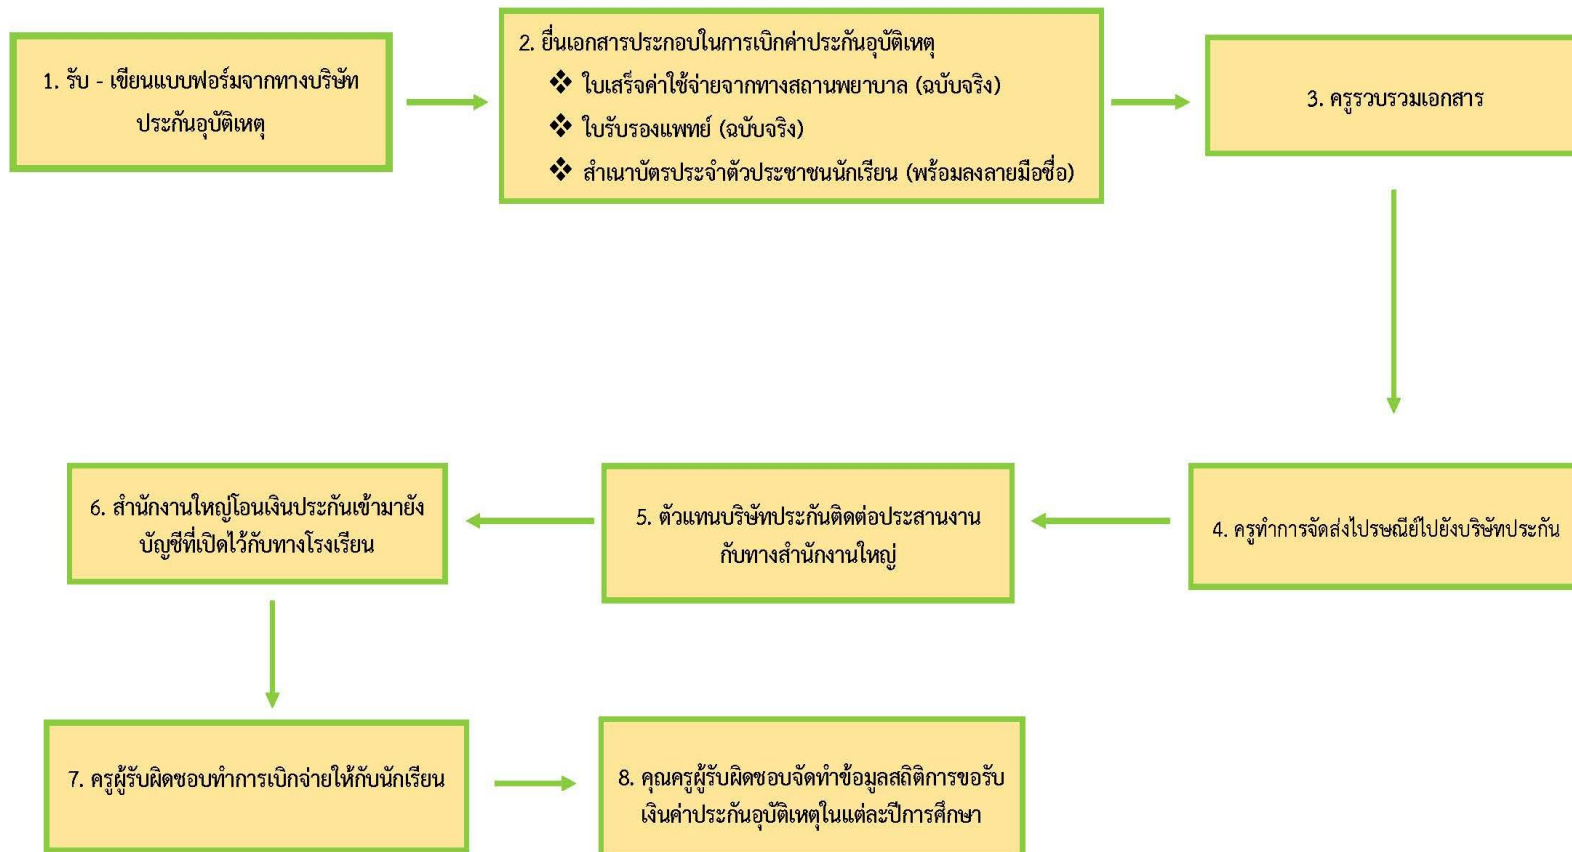 1. รับ - เขียนแบบฟอร์มจากทางบริษัท
ประกันอุบัติเหตุ
2. ยื่นเอกสารประกอบในการเบิกค่าประกันอุบัติเหตุ
❖ ใบเสร็จค่าใช้จ่ายจากทางสถานพยาบาล (ฉบับจริง)
❖ ใบรับรองแพทย์ (ฉบับจริง)
❖ สำเนาบัตรประจำตัวประชาชนนักเรียน (พร้อมลงลายมือชื่อ)
3. ครูรวบรวมเอกสาร
4. ครูทำการจัดส่งไปรษณีย์ไปยังบริษัทประกัน
5. ตัวแทนบริษัทประกันติดต่อประสานงาน
กับทางสำนักงานใหญ่
6. สำนักงานใหญ่โอนเงินประกันเข้ามายัง
บัญชีที่เปิดไว้กับทางโรงเรียน
7. ครูผู้รับผิดชอบทำการเบิกจ่ายให้กับนักเรียน
8. คุณครูผู้รับผิดชอบจัดทำข้อมูลสถิติการขอรับ
เงินค่าประกันอุบัติเหตุในแต่ละปีการศึกษา